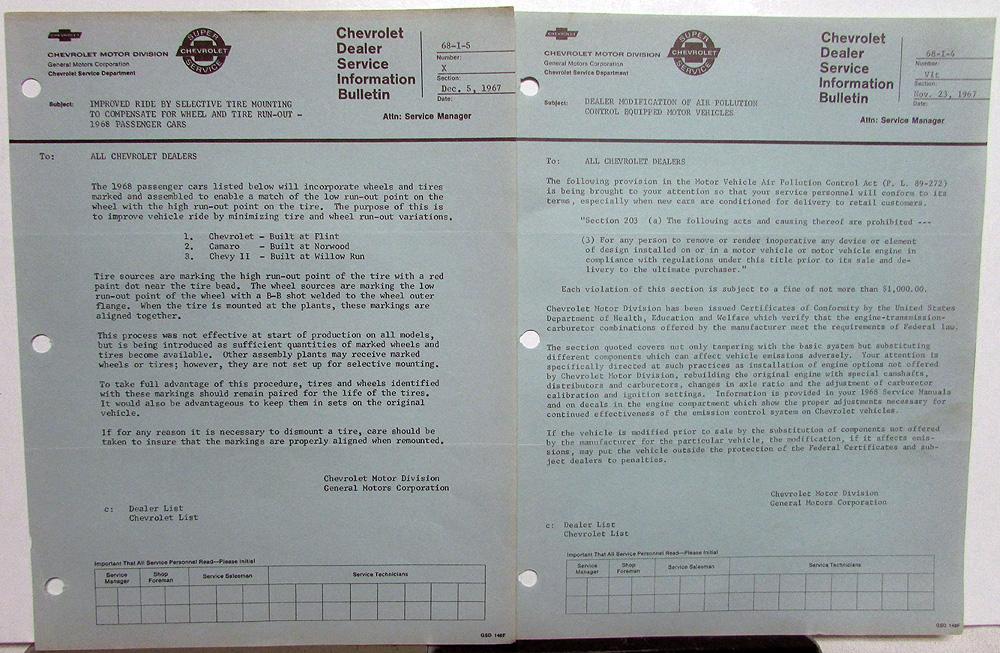 CHEVROLET
CHEVROLET MOTOR DIVISION
General Motors Corporation
Chevrolet Service Department
SUPER
CHEVROLET
SERVICE
Chevrolet
Dealer
Service
Information
Bulletin
68-I-5
Number:
X
Section:
Dec. 5, 1967
Date:
Attn: Service Manager
Subject:
IMPROVED RIDE BY SELECTIVE TIRE MOUNTING
TO COMPENSATE FOR WHEEL AND TIRE RUN-OUT -
1968 PASSENGER CARS
To: ALL CHEVROLET DEALERS
The 1968 passenger cars listed below will incorporate wheels and tires
marked and assembled to enable a match of the low run-out point on the
wheel with the high run-out point on the tire. The purpose of this is
to improve vehicle ride by minimizing tire and wheel run-out variations.
1. Chevrolet - Built at Flint
2. Camaro - Built at Norwood
3. Chevy II - Built at Willow Run
Tire sources are marking the high run-out point of the tire with a red
paint dot near the tire bead. The wheel sources are marking the low
run-out point of the wheel with a B-B shot welded to the wheel outer
flange. When the tire is mounted at the plants, these markings are
aligned together.
This process was not effective at start of production on all models,
but is being introduced as sufficient quantities of marked wheels and
tires become available. Other assembly plants may receive marked
wheels or tires; however, they are not set up for selective mounting.
To take full advantage of this procedure, tires and wheels identified
with these markings should remain paired for the life of the tires.
It would also be advantageous to keep them in sets on the original
vehicle.
If for any reason it is necessary to dismount a tire, care should be
taken to insure that the markings are properly aligned when remounted.
Chevrolet Motor Division
General Motors Corporation
c: Dealer List
Chevrolet List
Important That All Service Personnel Read—Please Initial
Service Manager
Shop Foreman
Service Salesman
Service Technicians
GSD 148F
CHEVROLET
CHEVROLET MOTOR DIVISION
General Motors Corporation
Chevrolet Service Department
SUPER
CHEVROLET
SERVICE
Chevrolet
Dealer
Service
Information
Bulletin
68-I-4
Number:
Section:
Nov. 23, 1967
Date:
Attn: Service Manager
Subject:
DEALER MODIFICATION OF AIR POLLUTION
CONTROL EQUIPPED MOTOR VEHICLES
To: ALL CHEVROLET DEALERS
The following provision in the Motor Vehicle Air Pollution Control Act (P. L. 89-272)
is being brought to your attention so that your service personnel will conform to its
terms, especially when new cars are conditioned for delivery to retail customers.
"Section 203 (a) The following acts and causing thereof are prohibited ---
(3) For any person to remove or render inoperative any device or element
of design installed on or in a motor vehicle or motor vehicle engine in
compliance with regulations under this title prior to its sale and de-
livery to the ultimate purchaser."
Each violation of this section is subject to a fine of not more than $1,000.00.
Chevrolet Motor Division has been issued Certificates of Conformity by the United States
Department of Health, Education and Welfare which verify that the engine-transmission-
carburetor combinations offered by the manufacturer meet the requirements of Federal law.
The section quoted covers not only tampering with the basic system but substituting
different components which can affect vehicle emissions adversely. Your attention is
specifically directed at such practices as installation of engine options not offered
by Chevrolet Motor Division, rebuilding the original engine with special camshafts,
distributors and carburetors, changes in axle ratio and the adjustment of carburetor
calibration and ignition settings. Information is provided in your 1968 Service Manuals
and on decals in the engine compartment which show the proper adjustments necessary for
continued effectiveness of the emission control system on Chevrolet vehicles.
If the vehicle is modified prior to sale by the substitution of components not offered
by the manufacturer for the particular vehicle, the modification, if it affects emis-
sions, may put the vehicle outside the protection of the Federal Certificates and sub-
ject dealers to penalties.
Chevrolet Motor Division
General Motors Corporation
c: Dealer List
Chevrolet List
Important That All Service Personnel Read—Please Initial
Service Manager
Shop Foreman
Service Salesman
Service Technicians
GSD 148F